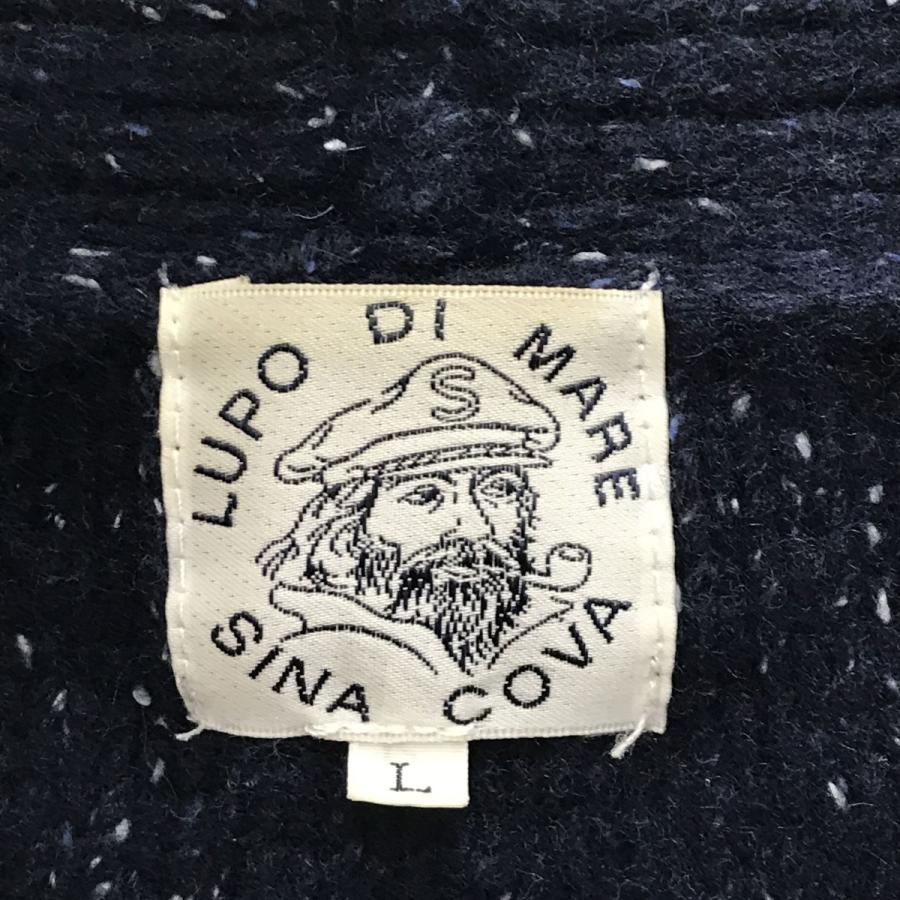 LUPO DI MARE
S
SINA COVA
L